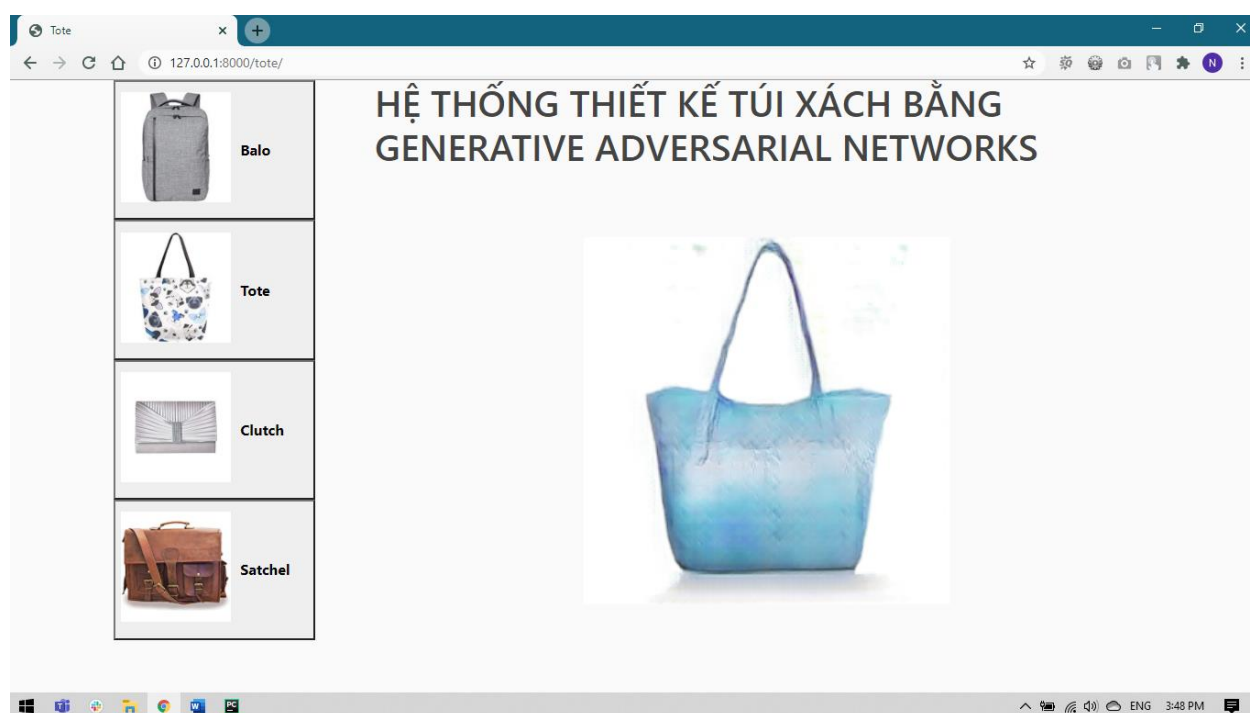 Tote
127.0.0.1:8000/tote/
N
HỆ THỐNG THIẾT KẾ TÚI XÁCH BẰNG
GENERATIVE ADVERSARIAL NETWORKS
Balo
Tote
Clutch
Satchel
ENG 3:48 PM